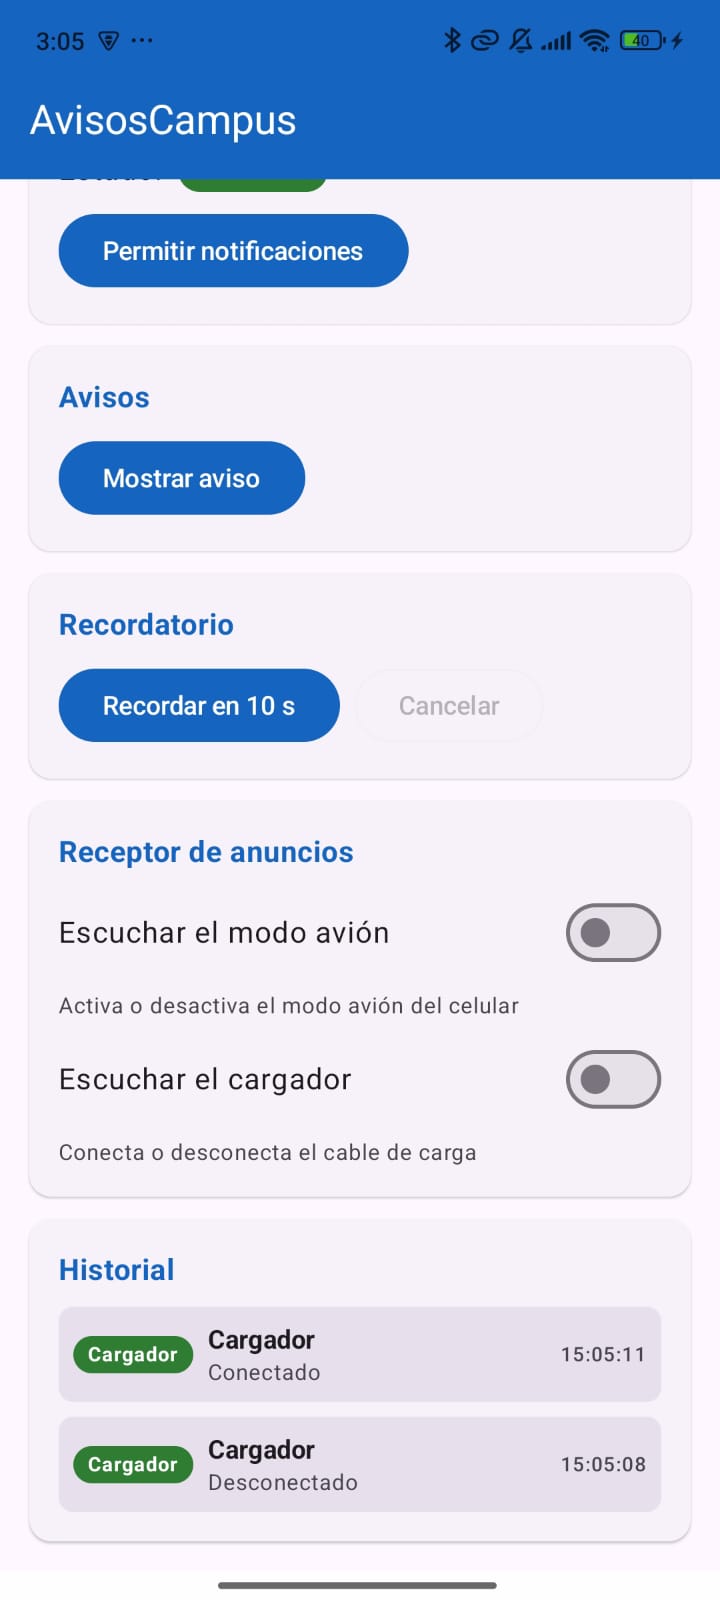 3:05
40
AvisosCampus
Permitir notificaciones
Avisos
Mostrar aviso
Recordatorio
Recordar en 10 s
Cancelar
Receptor de anuncios
Escuchar el modo avión
Activa o desactiva el modo avión del celular
Escuchar el cargador
Conecta o desconecta el cable de carga
Historial
Cargador
Cargador
Conectado
15:05:11
Cargador
Cargador
Desconectado
15:05:08